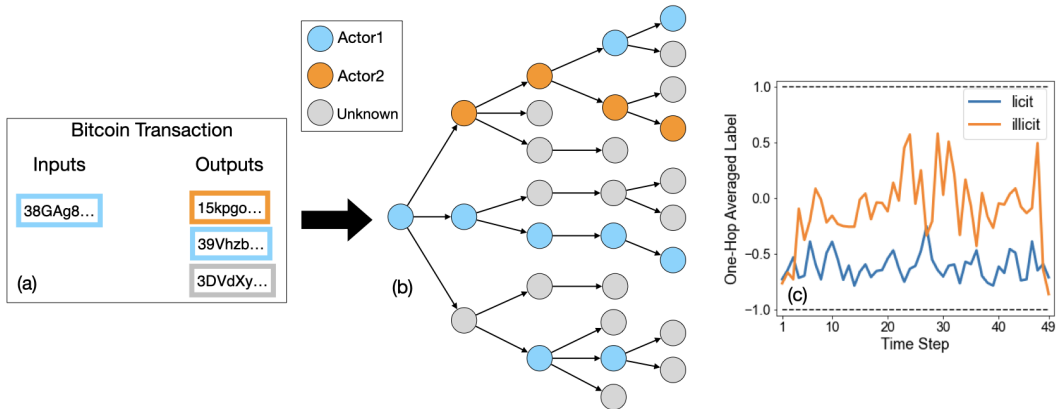 Bitcoin Transaction
Inputs
Outputs
38GAg8...
15kpgo...
39Vhzb...
3DVdXy...
(a)
Actor1
Actor2
Unknown
(b)
licit
illicit
One-Hop Averaged Label
1.0
0.5
0.0
−0.5
−1.0
(c)
1 10 20 30 40 49
Time Step